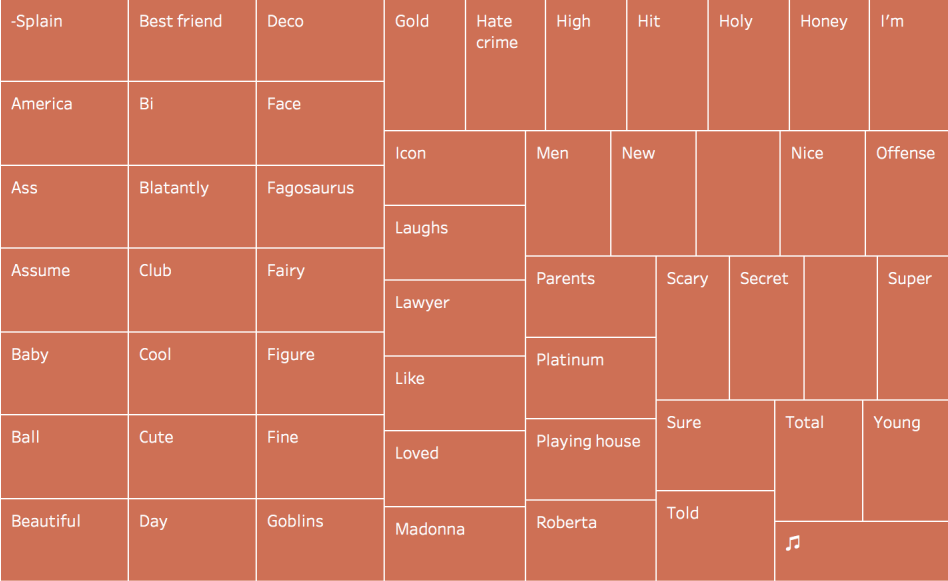 -Splain
America
Ass
Assume
Baby
Ball
Beautiful
Best friend
Bi
Blatantly
Club
Cool
Cute
Day
Deco
Face
Fagosaurus
Fairy
Figure
Fine
Goblins
Gold
Hate
crime
High
Hit
Holy
Honey
I’m
Icon
Laughs
Lawyer
Like
Loved
Madonna
Men
New
Nice
Offense
Parents
Platinum
Playing house
Roberta
Scary
Secret
Super
Sure
Told
Total
Young
♫